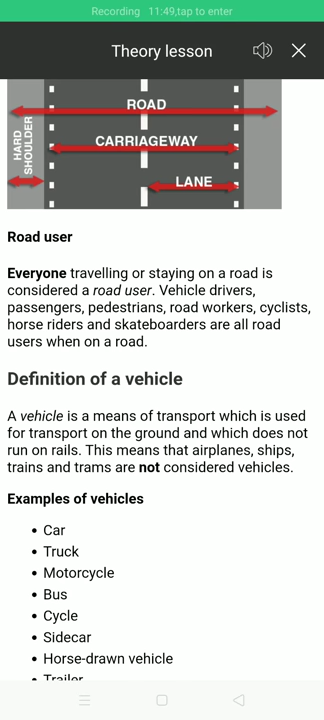 Recording 11:49,tap to enter
Theory lesson
ROAD
HARD
SHOULDER
CARRIAGEWAY
LANE
Road user
Everyone travelling or staying on a road is
considered a road user. Vehicle drivers,
passengers, pedestrians, road workers, cyclists,
horse riders and skateboarders are all road
users when on a road.
Definition of a vehicle
A vehicle is a means of transport which is used
for transport on the ground and which does not
run on rails. This means that airplanes, ships,
trains and trams are not considered vehicles.
Examples of vehicles
• Car
• Truck
• Motorcycle
• Bus
• Cycle
• Sidecar
• Horse-drawn vehicle
• Trailer